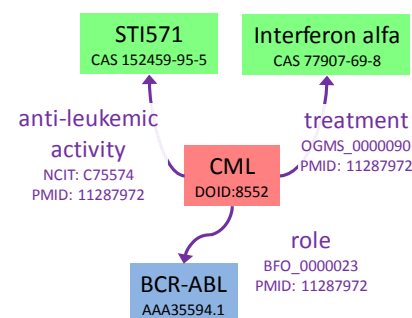 STI571
CAS 152459-95-5
Interferon alfa
CAS 77907-69-8
anti-leukemic
activity
NCIT: C75574
PMID: 11287972
treatment
OGMS_0000090
PMID: 11287972
CML
DOID:8552
role
BFO_0000023
PMID: 11287972
BCR-ABL
AAA35594.1